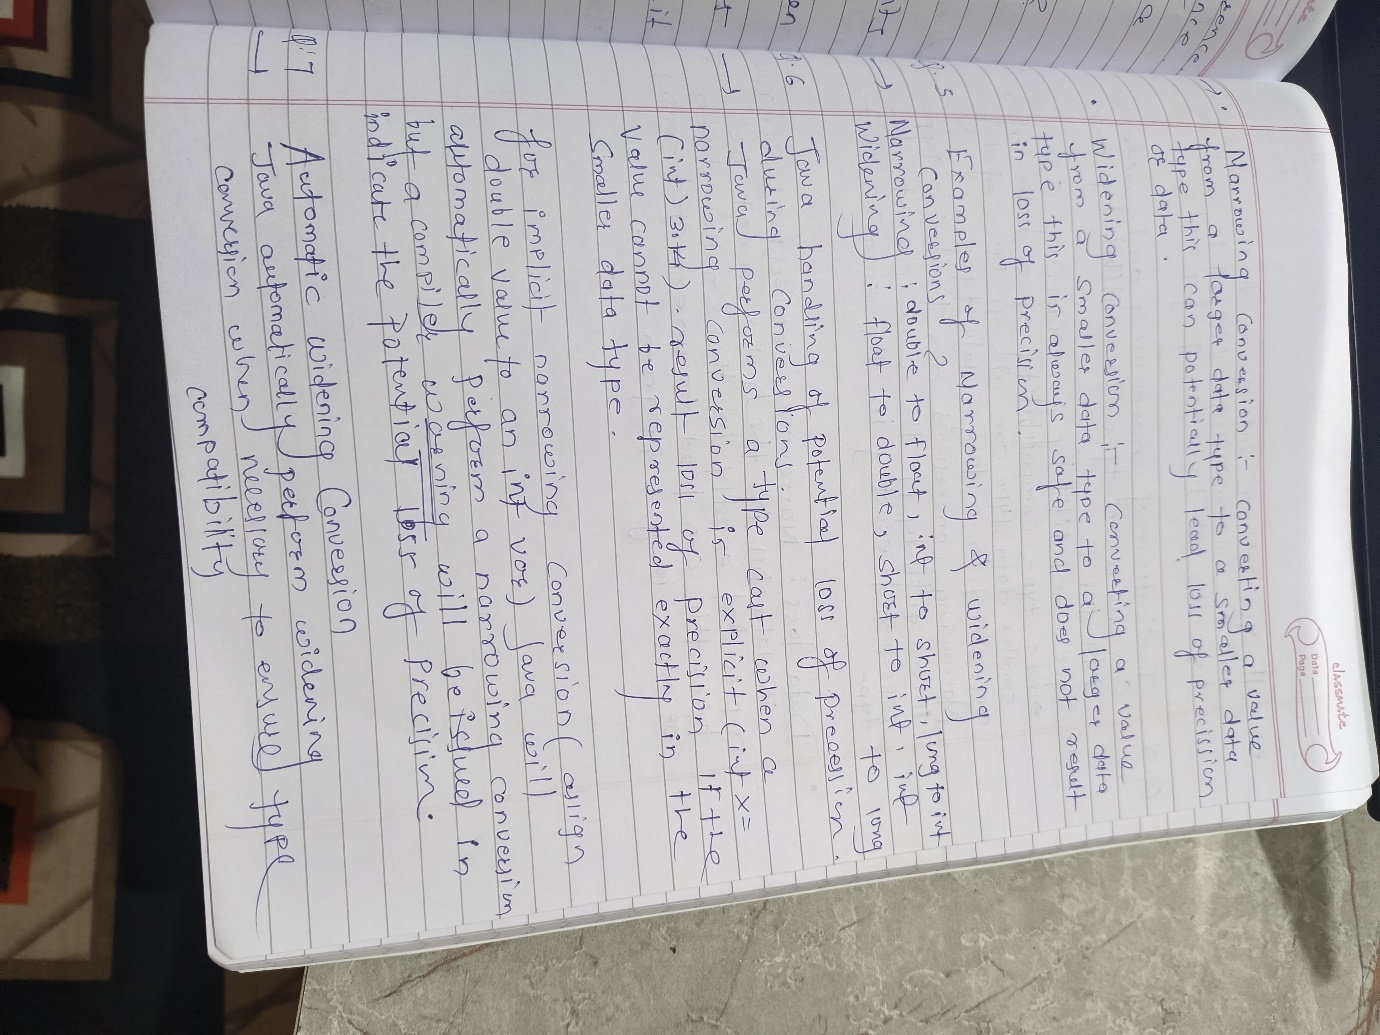 classmate
Date
Page
Narrowing conversion :- converting a value
from a larger data type to a smaller data
type this can potentially lead loss of precission
of data.
• Widening conversion :- converting a value
from a smaller data type to a larger data
type this is always safe and does not result
in loss of precision.
Q.5 Examples of Narrowing & widening
Conversions?
→ Narrowing : double to float, int to short, long to int
Widening : float to double, short to int, int
to long
Q.6 Java handling of potential loss of precession.
during conversions.
→ Java performs a type cast when a
narrowing conversion is explicit (int x =
(int) 3.14). result loss of precision if the
value cannot be represented exactly in the
smaller data type.
for implicit narrowing conversion (assign
double value to an int var) Java will
automatically perform a narrowing conversion
but a compiler warning will be issued in
indicate the potential loss of precision.
Q.7 Automatic widening Conversion
→ Java automatically perform widening
conversion when necessary to ensure type
compatibility